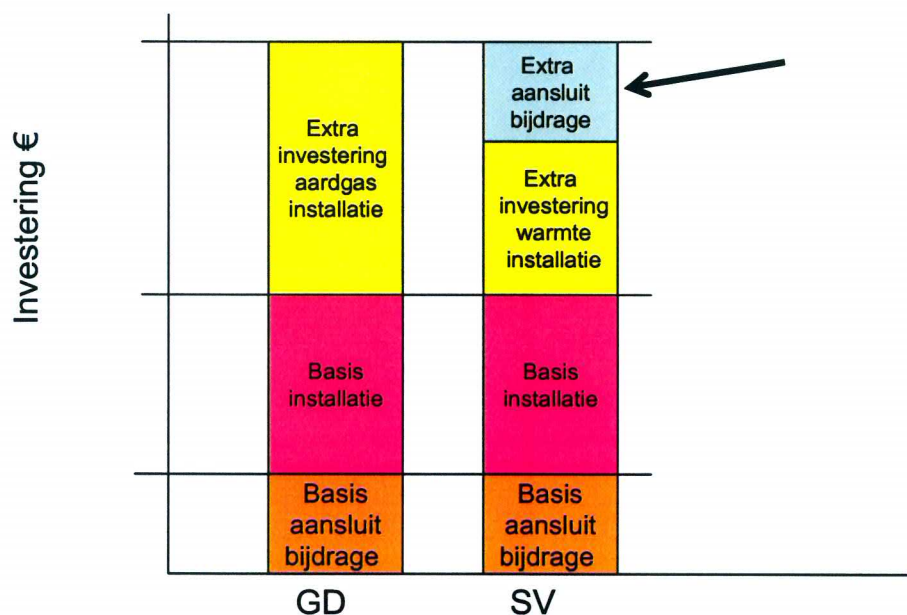 Investering €
Extra
investering
aardgas
installatie
Basis
installatie
Basis
aansluit
bijdrage
Extra
aansluit
bijdrage
Extra
investering
warmte
installatie
Basis
installatie
Basis
aansluit
bijdrage
GD
SV